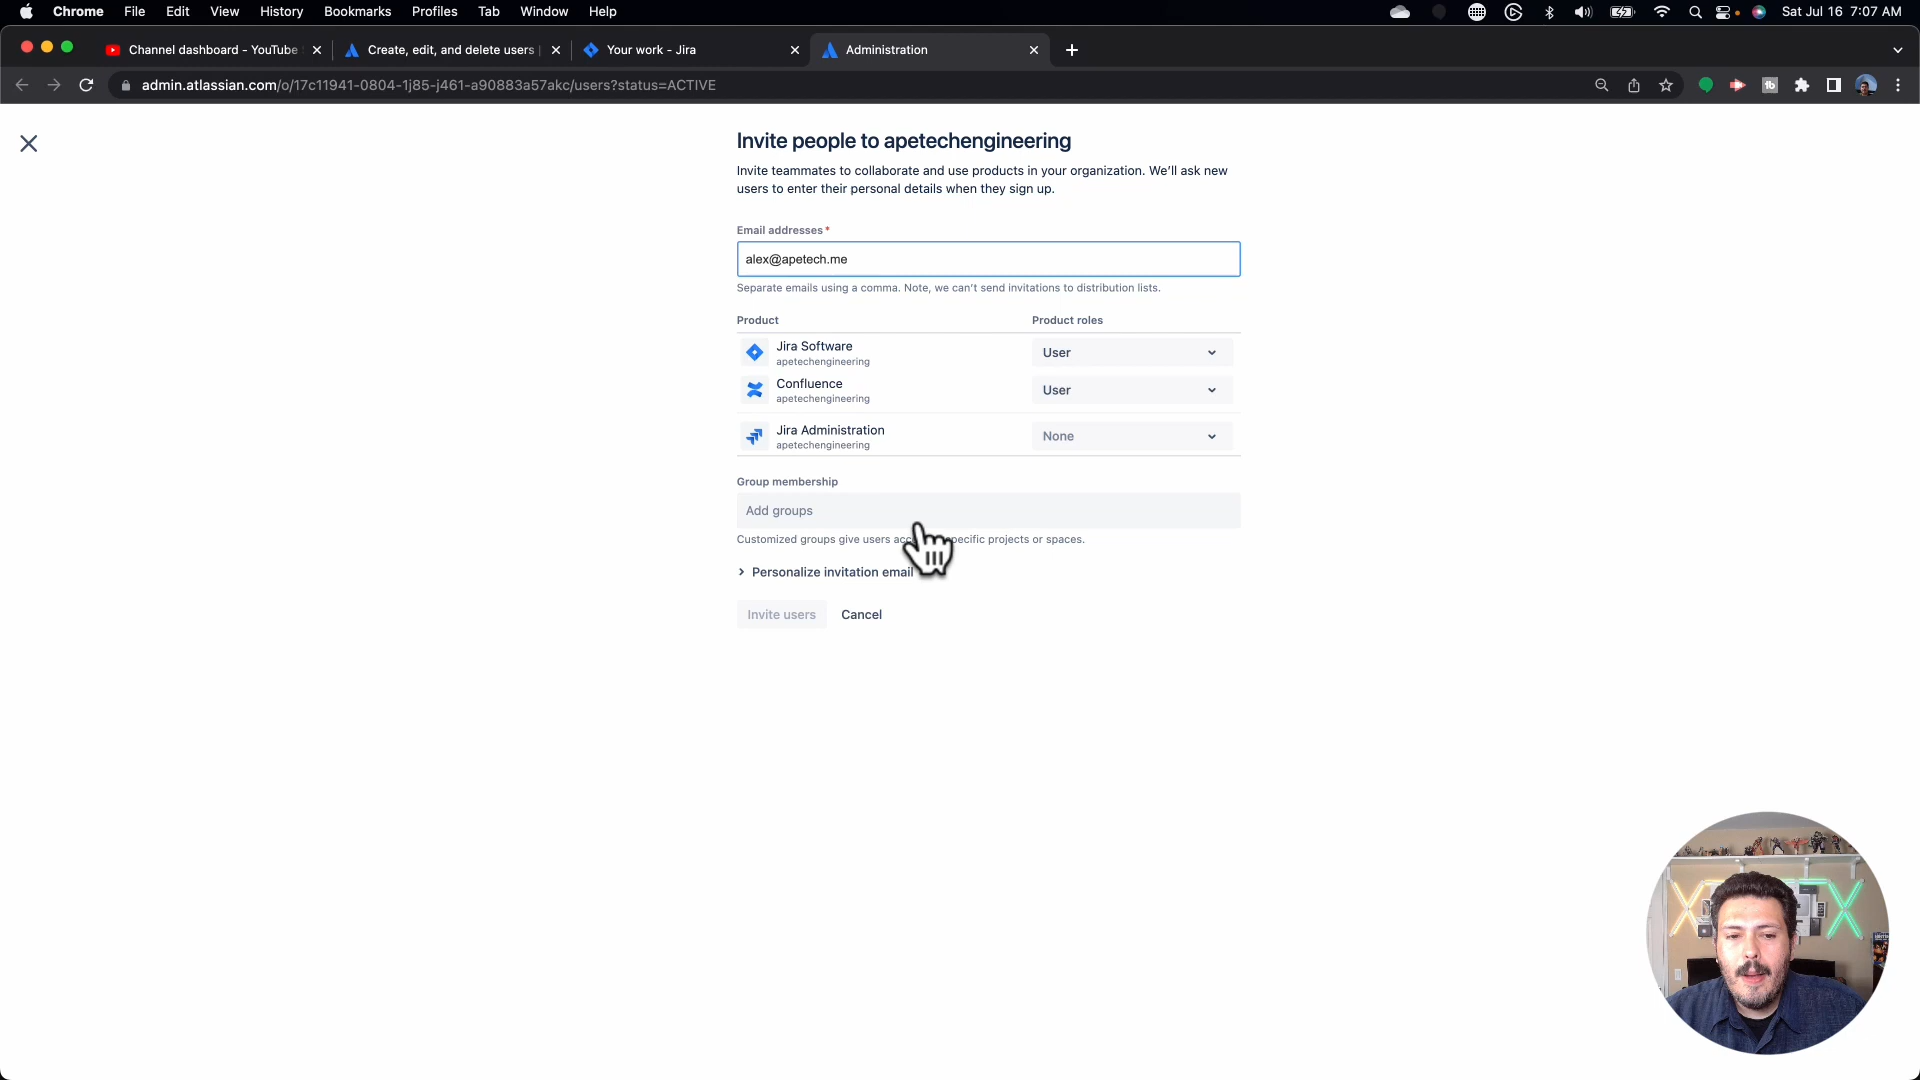 Chrome File Edit View History Bookmarks Profiles Tab Window Help Sat Jul 16 7:07 AM
Channel dashboard - YouTube Create, edit, and delete users Your work - Jira Administration
admin.atlassian.com/o/17c11941-0804-1j85-j461-a90883a57akc/users?status=ACTIVE
Invite people to apetechengineering
Invite teammates to collaborate and use products in your organization. We'll ask new
users to enter their personal details when they sign up.
Email addresses*
alex@apetech.me
Separate emails using a comma. Note, we can't send invitations to distribution lists.
Product Product roles
Jira Software
apetechengineering
User
Confluence
apetechengineering
User
Jira Administration
apetechengineering
None
Group membership
Add groups
Customized groups give users specific projects or spaces.
Personalize invitation email
Invite users Cancel